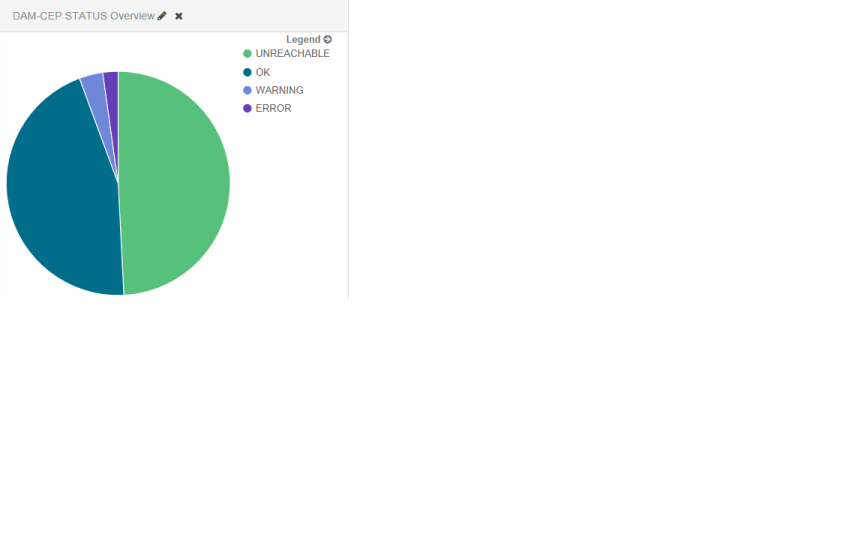 DAM-CEP STATUS Overview
Legend
UNREACHABLE
OK
WARNING
ERROR